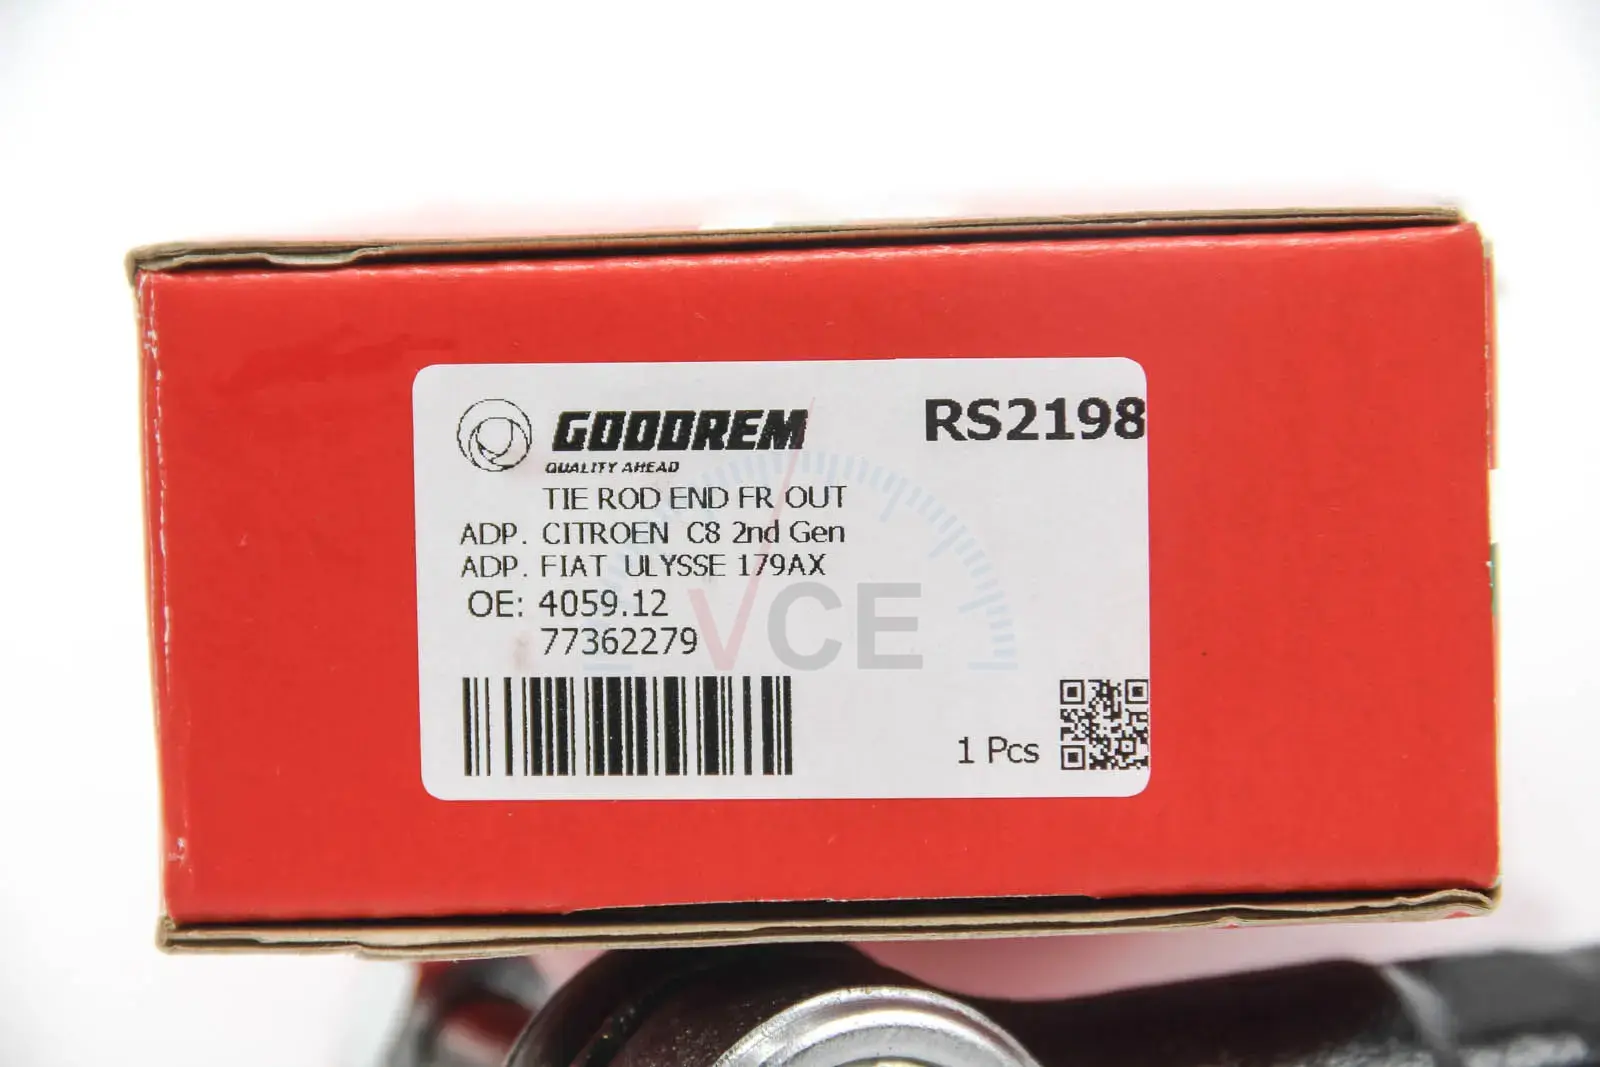 GOODREM
QUALITY AHEAD
RS2198
TIE ROD END FR OUT
ADP. CITROEN C8 2nd Gen
ADP. FIAT ULYSSE 179AX
OE: 4059.12
77362279
VCE
1 Pcs